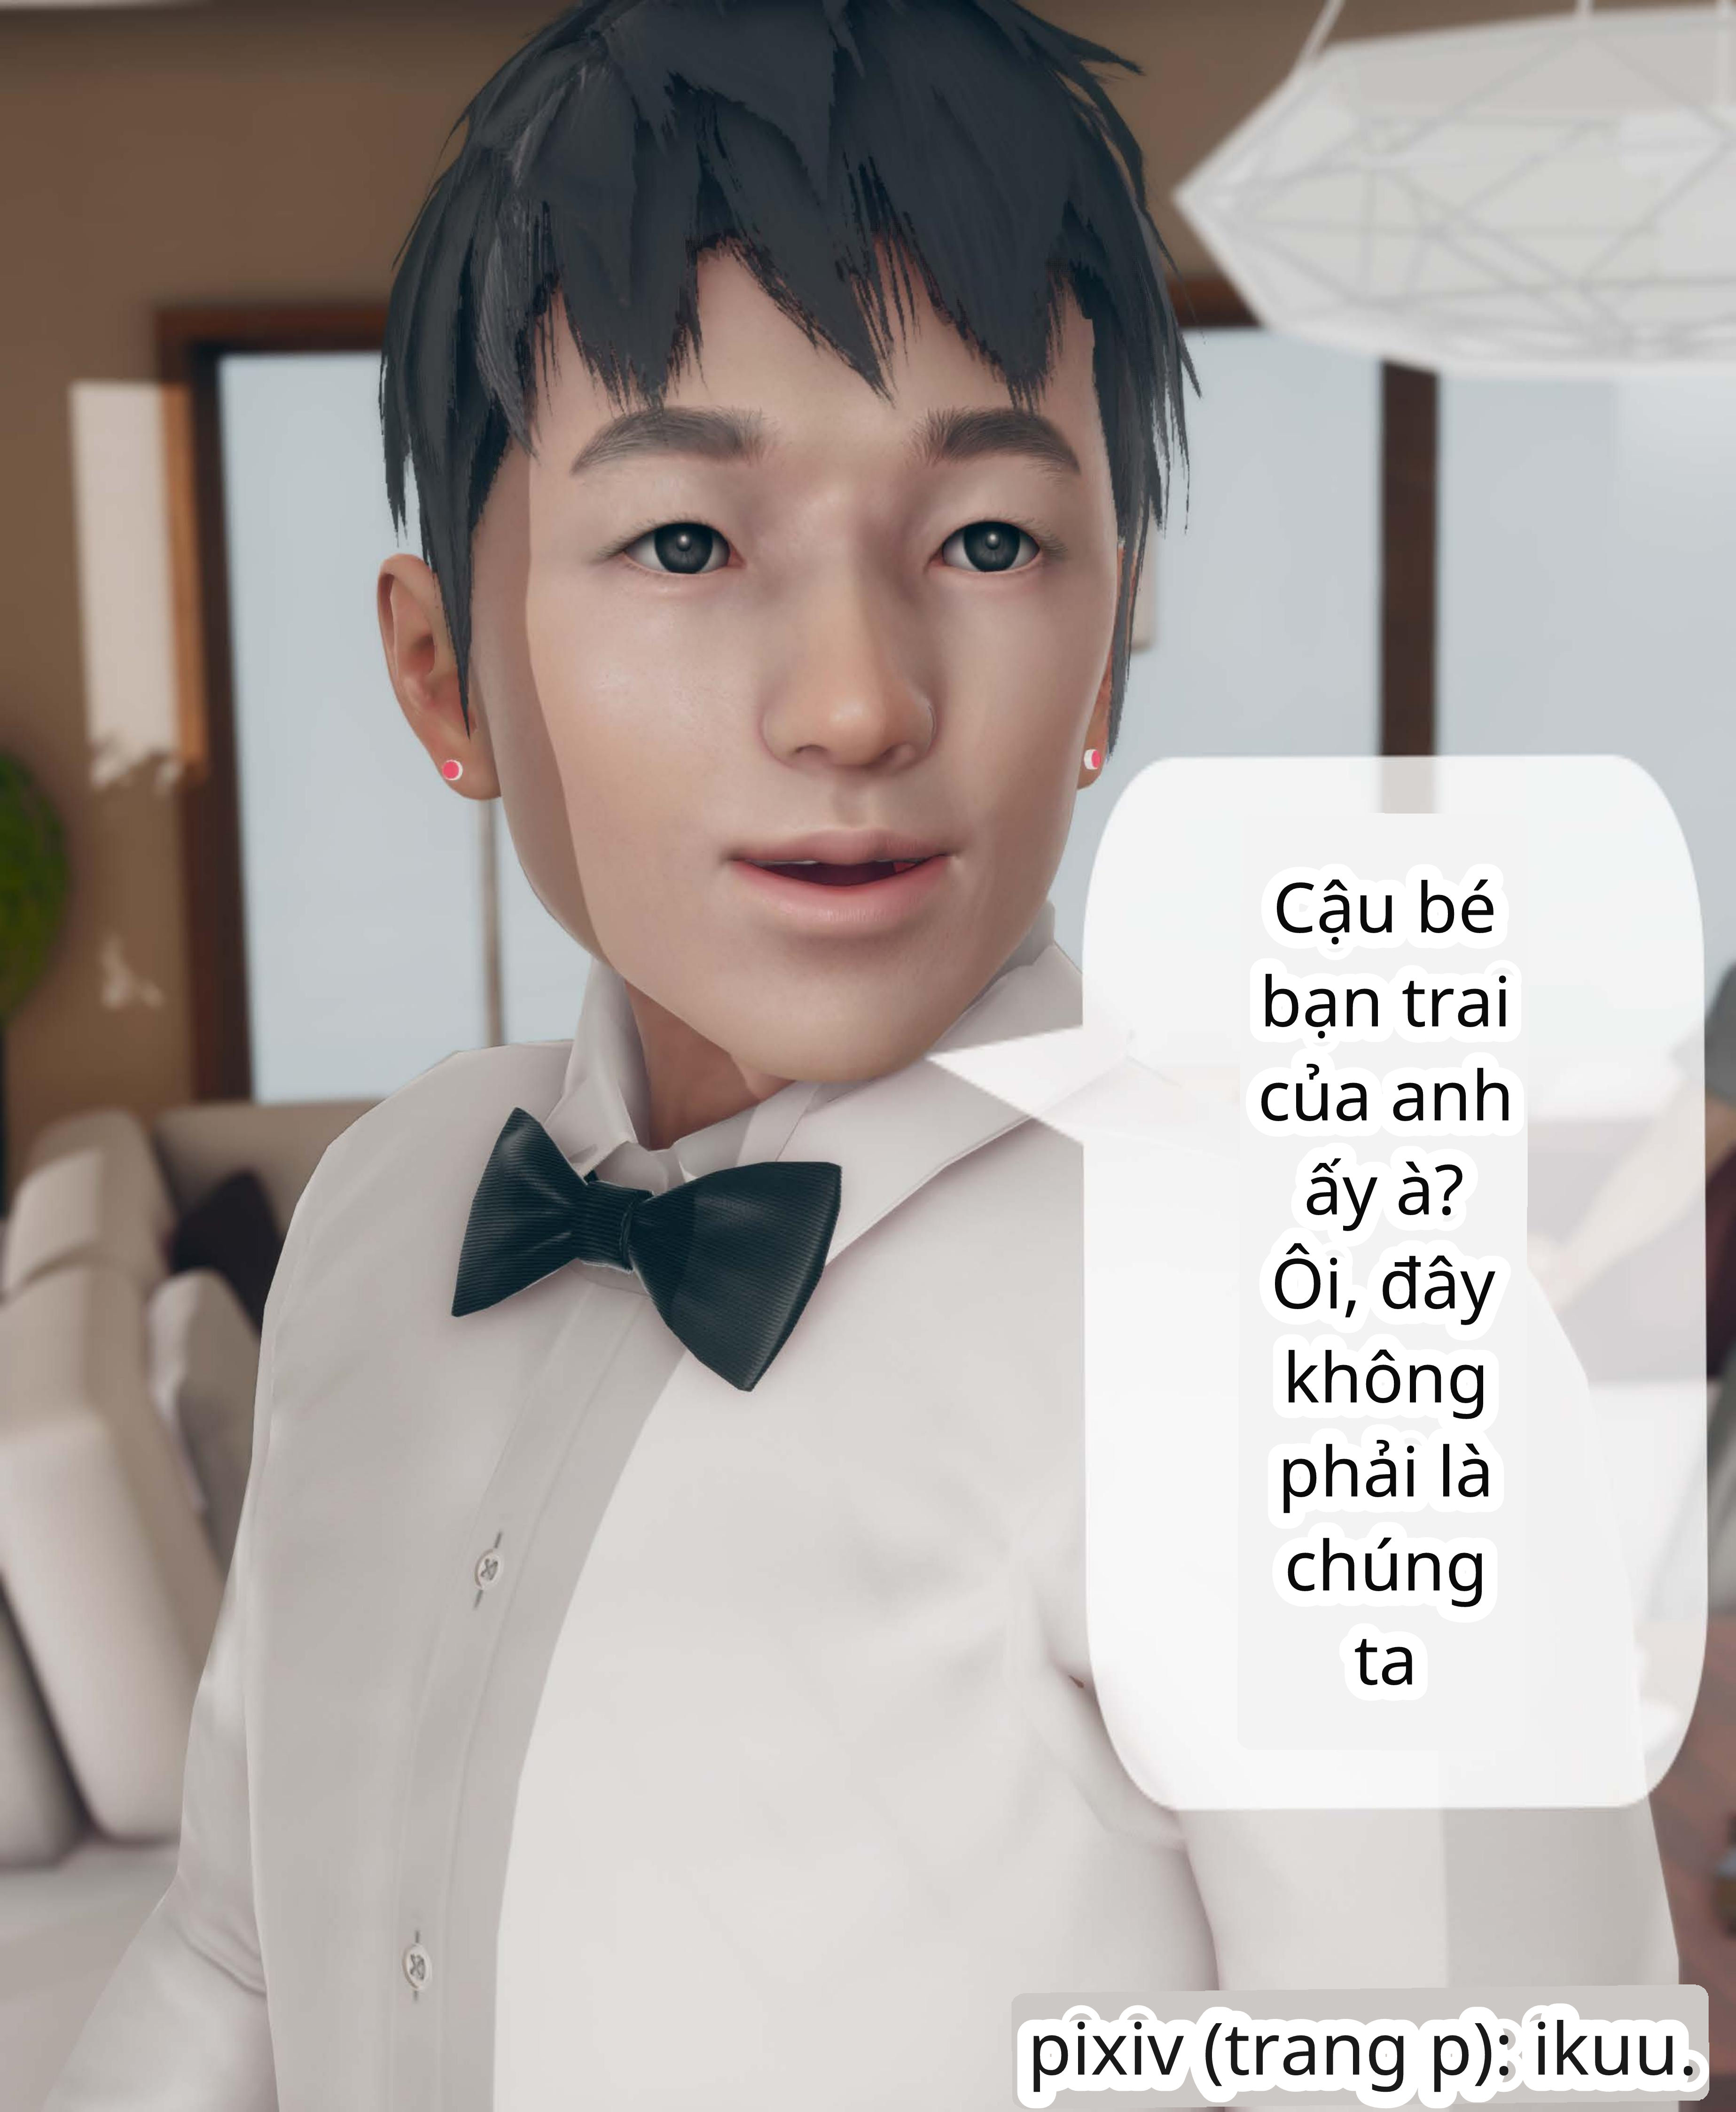 Cậu bé
bạn trai
của anh
ấy à?
Ôi, đây
không
phải là
chúng
ta
pixiv (trang p): ikuu.